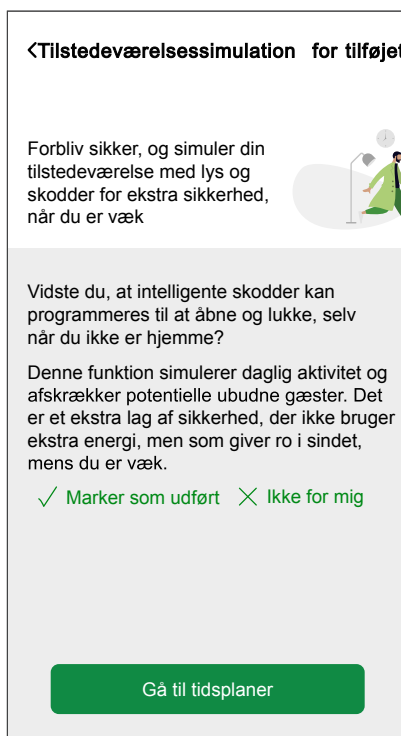 Tilstedeværelsessimulation for tilføjet
Forbliv sikker, og simuler din
tilstedeværelse med lys og
skodder for ekstra sikkerhed,
når du er væk
Vidste du, at intelligente skodder kan
programmeres til at åbne og lukke, selv
når du ikke er hjemme?
Denne funktion simulerer daglig aktivitet og
afskrækker potentielle ubudne gæster. Det
er et ekstra lag af sikkerhed, der ikke bruger
ekstra energi, men som giver ro i sindet,
mens du er væk.
Marker som udført Ikke for mig
Gå til tidsplaner